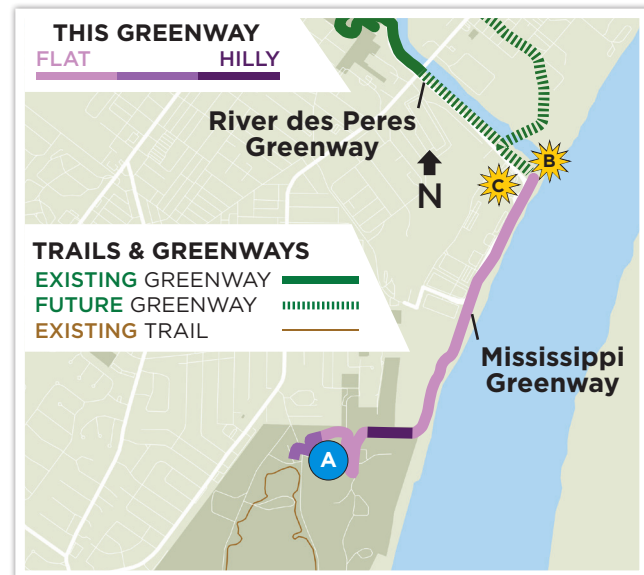 THIS GREENWAY
FLAT HILLY
River des Peres
Greenway
N
B
C
TRAILS & GREENWAYS
EXISTING GREENWAY
FUTURE GREENWAY
EXISTING TRAIL
Mississippi
Greenway
A